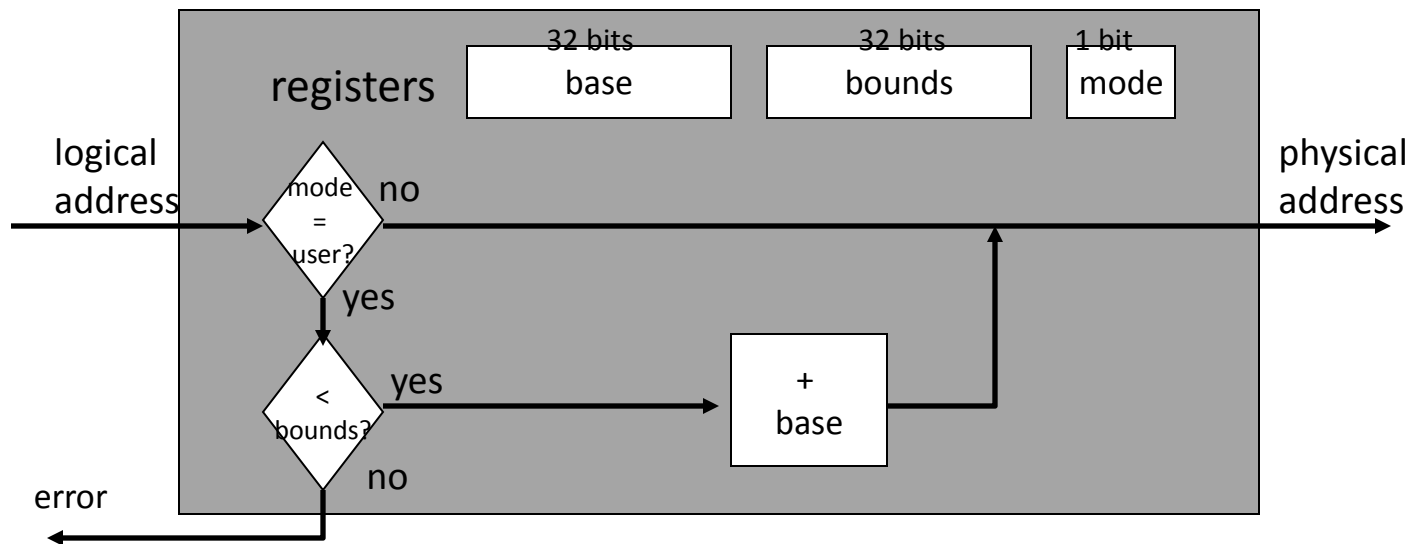 32 bits
32 bits
1 bit
registers
base
bounds
mode
logical
address
physical
address
mode
=
user?
no
yes
<
bounds?
yes
+
base
no
error